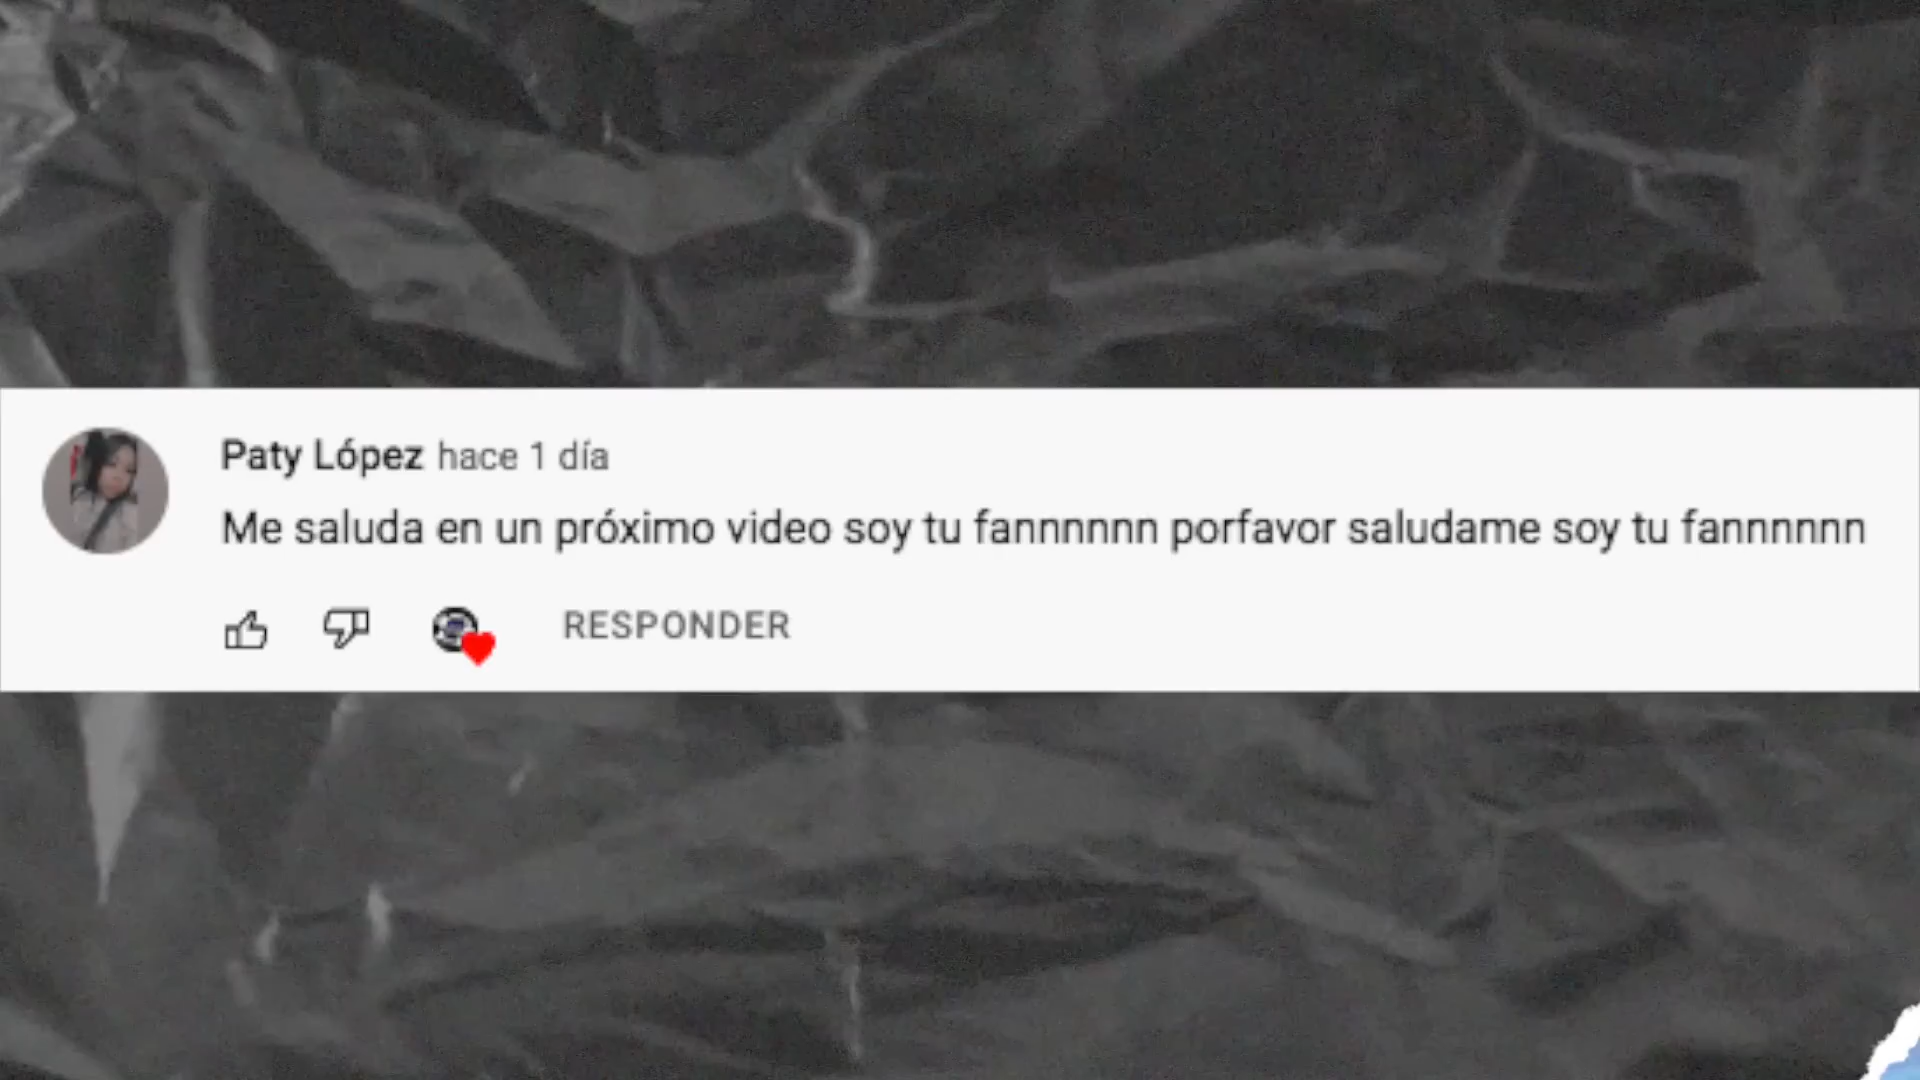 Paty López hace 1 día
Me saluda en un próximo video soy tu fannnnnn porfavor saludame soy tu fannnnnn
RESPONDER